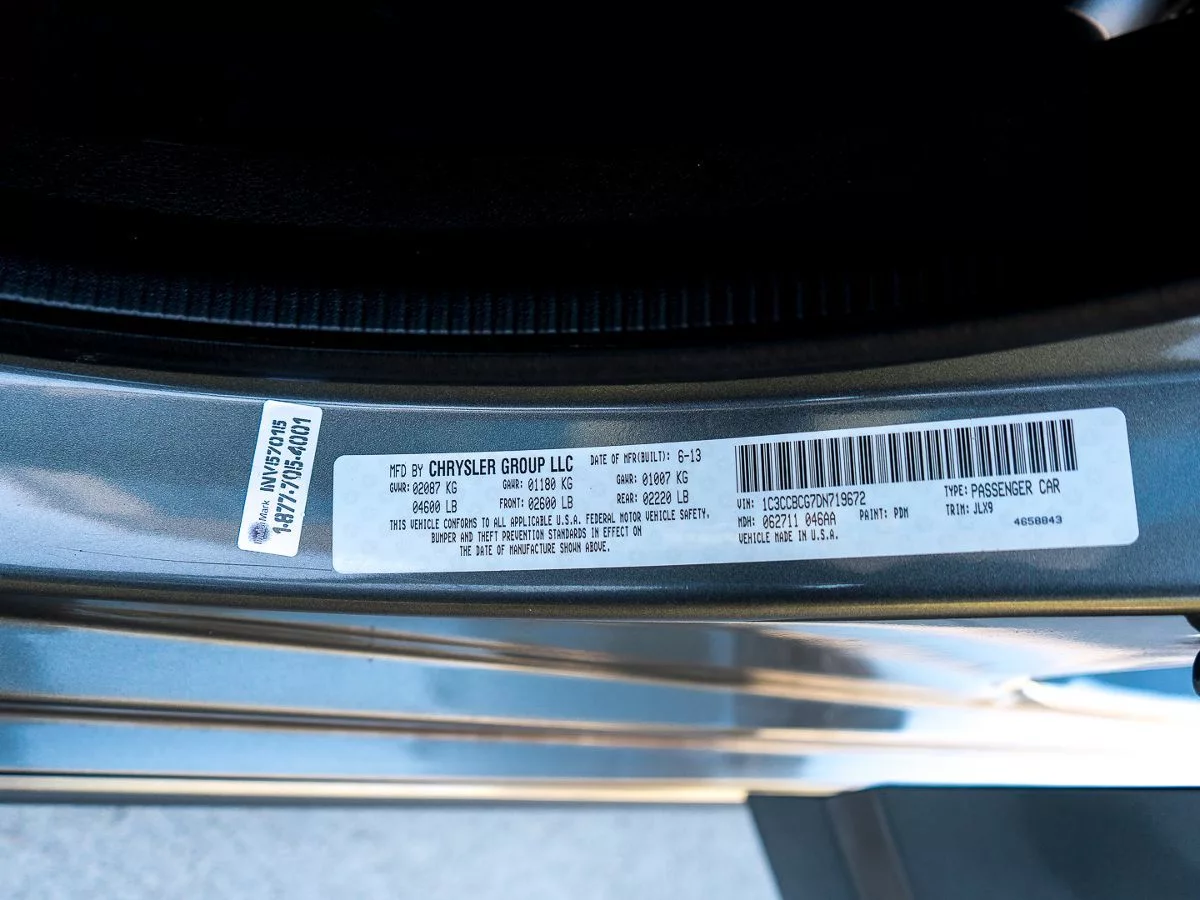 Mark INV157015
1-877-705-4001
MFD BY CHRYSLER GROUP LLC DATE OF MFR(BUILT): 6-13
GVWR: 02087 KG GAWR: 01180 KG GAWR: 01007 KG
04600 LB FRONT: 02600 LB REAR: 02220 LB
THIS VEHICLE CONFORMS TO ALL APPLICABLE U.S.A. FEDERAL MOTOR VEHICLE SAFETY,
BUMPER AND THEFT PREVENTION STANDARDS IN EFFECT ON
THE DATE OF MANUFACTURE SHOWN ABOVE.
VIN: 1C3CCBCG7DN719672 TYPE: PASSENGER CAR
MDH: 062711 046AA PAINT: PDM TRIM: JLX9
VEHICLE MADE IN U.S.A. 4658843